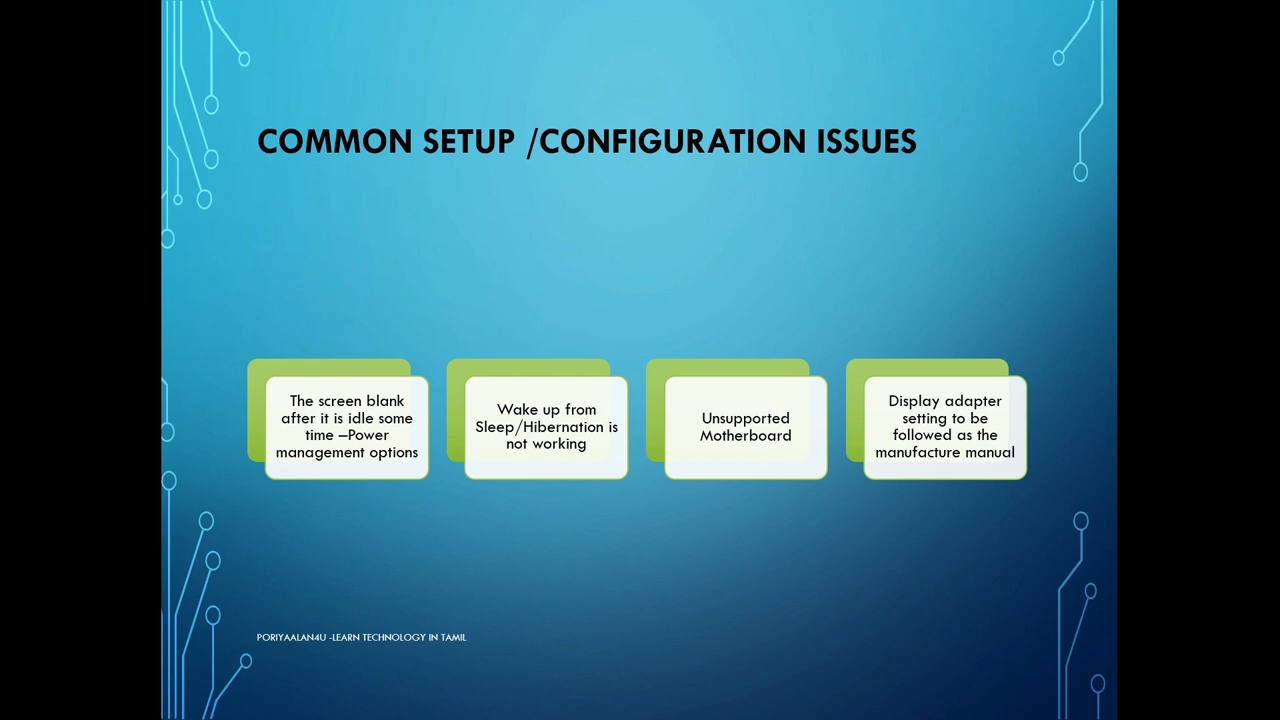 COMMON SETUP /CONFIGURATION ISSUES
The screen blank
after it is idle some
time –Power
management options
Wake up from
Sleep/Hibernation is
not working
Unsupported
Motherboard
Display adapter
setting to be
followed as the
manufacture manual
PORIYAALAN4U -LEARN TECHNOLOGY IN TAMIL